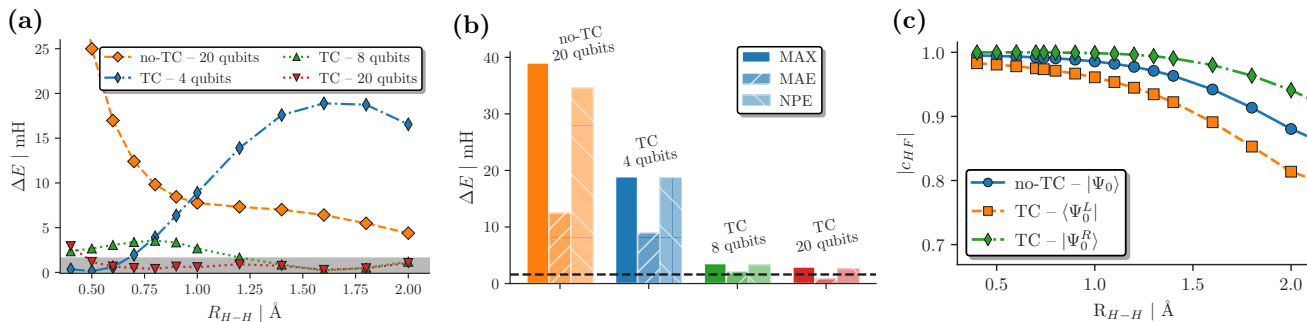 (a)
25
20
15
10
5
0
ΔE | mH
no-TC – 20 qubits
TC – 4 qubits
TC – 8 qubits
TC – 20 qubits
0.50 0.75 1.00 1.25 1.50 1.75 2.00
R_{H−H} | Å
(b)
40
30
20
10
0
ΔE | mH
no-TC
20 qubits
TC
4 qubits
TC
8 qubits
TC
20 qubits
MAX
MAE
NPE
(c)
1.0
0.9
0.8
0.7
|c_{HF}|
no-TC – |Ψ₀⟩
TC – ⟨Ψ₀ᴸ|
TC – |Ψ₀ᴿ⟩
0.5 1.0 1.5 2.0
R_{H−H} | Å